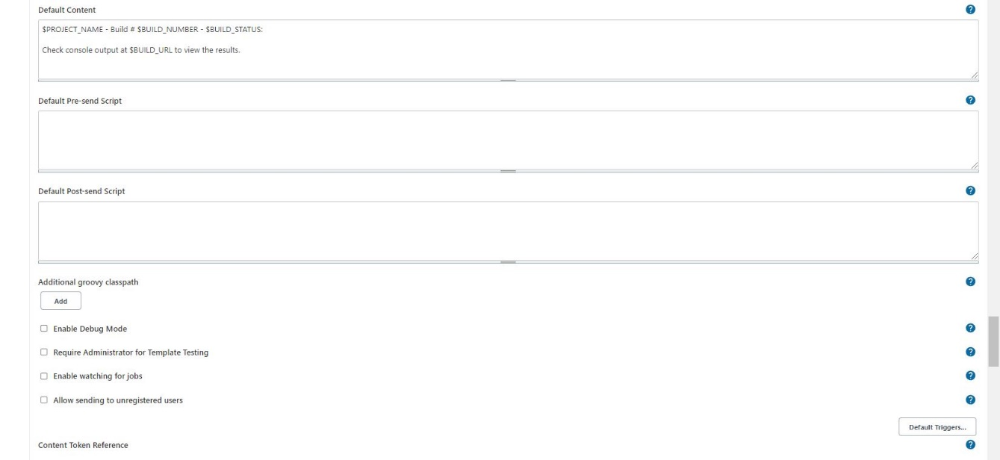 Default Content
$PROJECT_NAME - Build # $BUILD_NUMBER - $BUILD_STATUS:
Check console output at $BUILD_URL to view the results.
Default Pre-send Script
Default Post-send Script
Additional groovy classpath
Add
Enable Debug Mode
Require Administrator for Template Testing
Enable watching for jobs
Allow sending to unregistered users
Default Triggers...
Content Token Reference